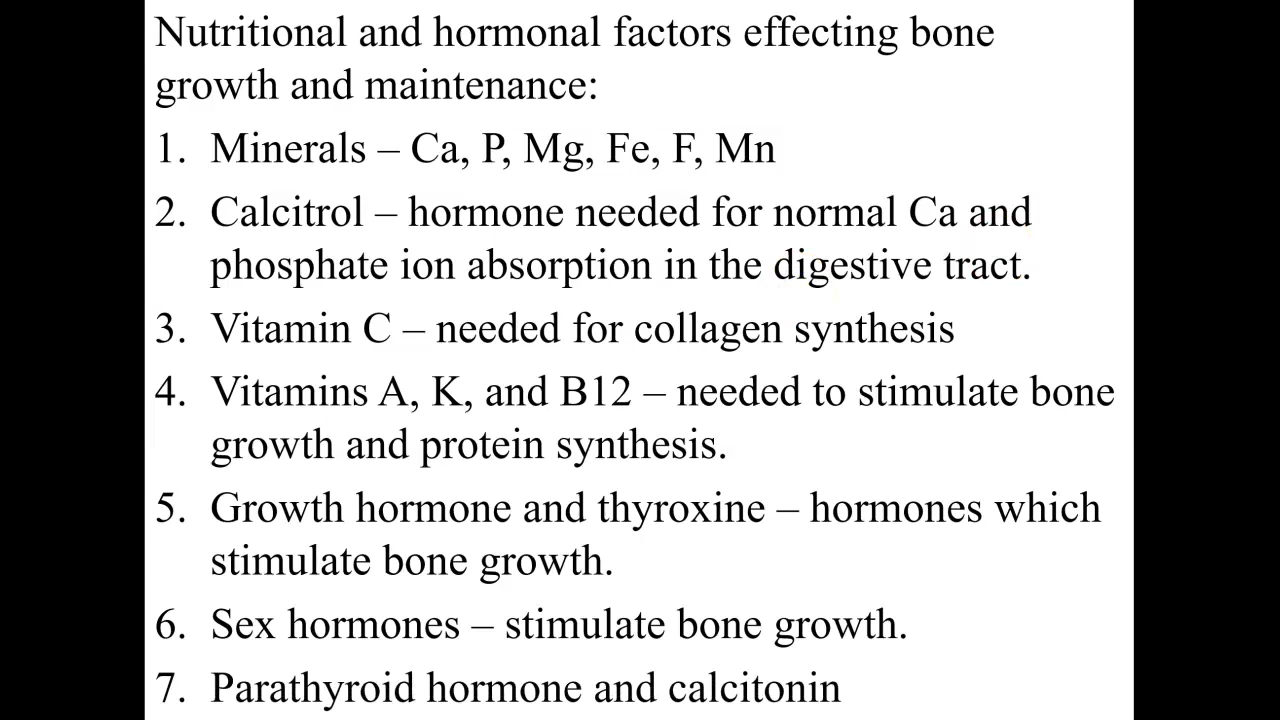 Nutritional and hormonal factors effecting bone
growth and maintenance:
1. Minerals – Ca, P, Mg, Fe, F, Mn
2. Calcitrol – hormone needed for normal Ca and
phosphate ion absorption in the digestive tract.
3. Vitamin C – needed for collagen synthesis
4. Vitamins A, K, and B12 – needed to stimulate bone
growth and protein synthesis.
5. Growth hormone and thyroxine – hormones which
stimulate bone growth.
6. Sex hormones – stimulate bone growth.
7. Parathyroid hormone and calcitonin